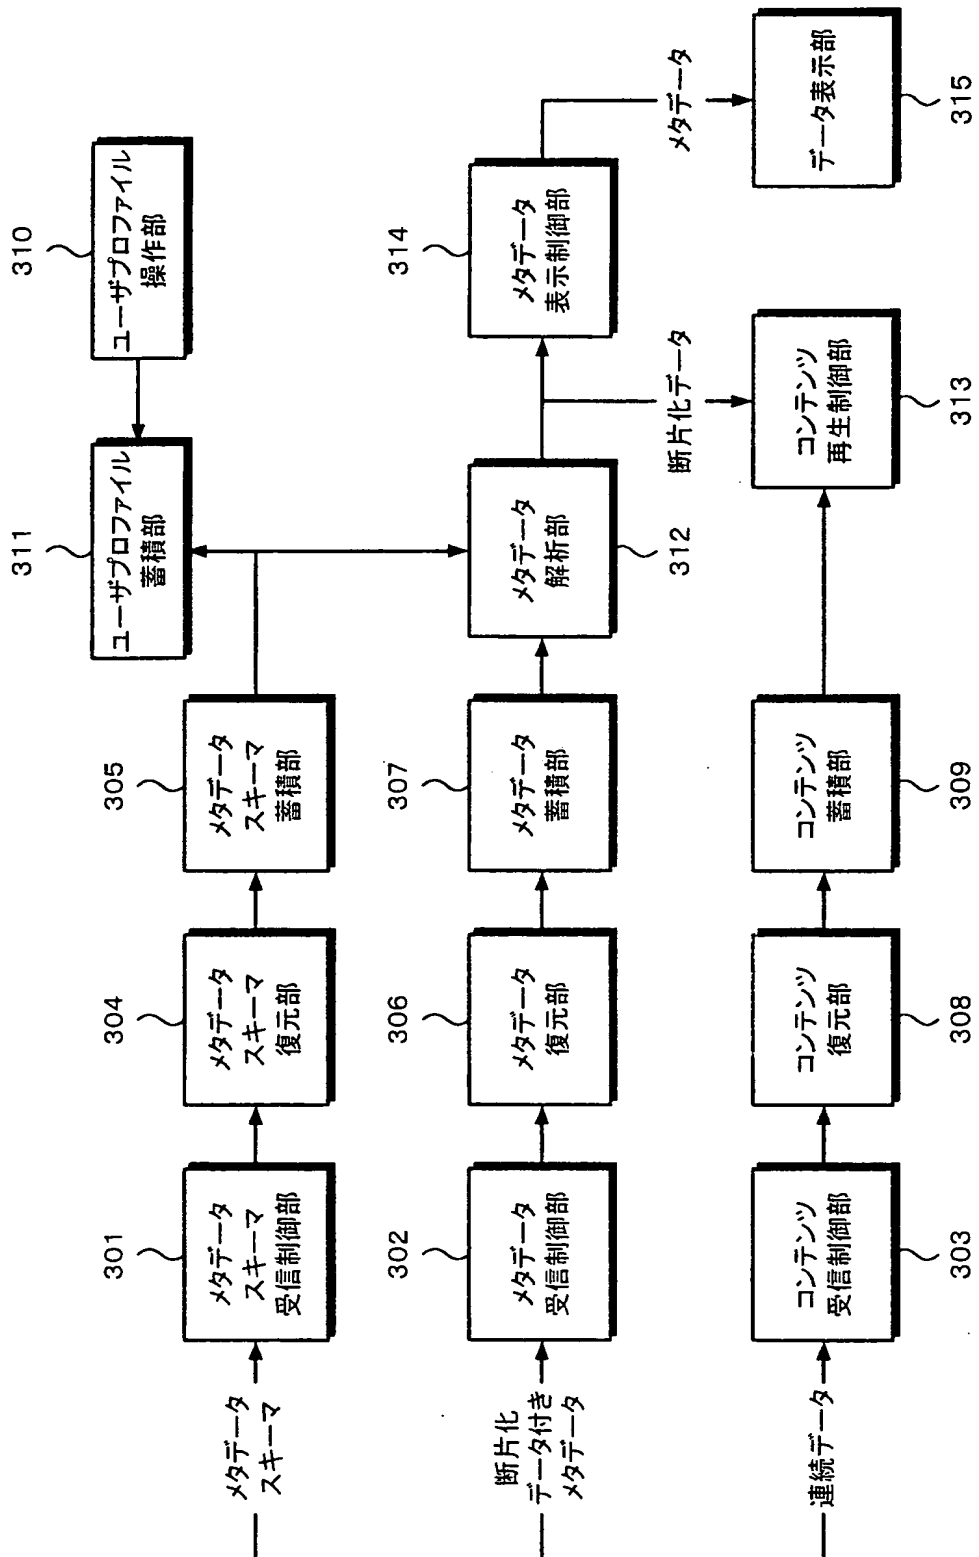 310
ユーザプロファイル
操作部
311
ユーザプロファイル
蓄積部
メタデータ
スキーマ
301
メタデータ
スキーマ
受信制御部
304
メタデータ
スキーマ
復元部
305
メタデータ
スキーマ
蓄積部
断片化
データ付き
メタデータ
302
メタデータ
受信制御部
306
メタデータ
復元部
307
メタデータ
蓄積部
メタデータ
解析部
312
314
メタデータ
表示制御部
メタデータ
データ表示部
315
断片化データ
連続データ
コンテンツ
受信制御部
303
コンテンツ
復元部
308
コンテンツ
蓄積部
309
コンテンツ
再生制御部
313